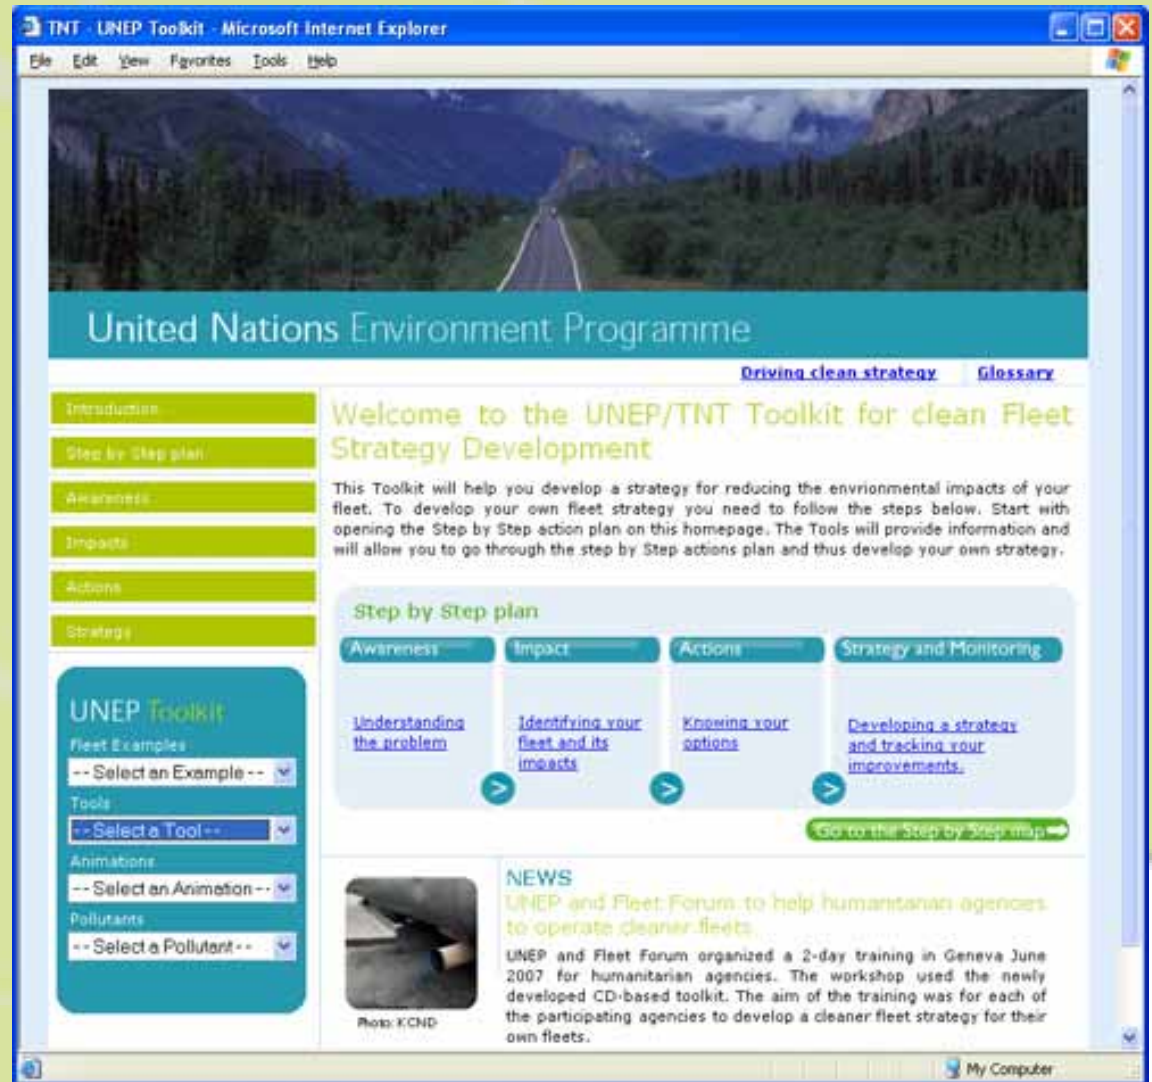 TNT - UNEP Toolkit - Microsoft Internet Explorer
File Edit View Favorites Tools Help
United Nations Environment Programme
Driving clean strategy Glossary
Introduction
Step by Step plan
Awareness
Impacts
Actions
Strategy
UNEP Toolkit
Fleet Examples
-- Select an Example --
Tools
-- Select a Tool --
Animations
-- Select an Animation --
Pollutants
-- Select a Pollutant --
Welcome to the UNEP/TNT Toolkit for clean Fleet
Strategy Development
This Toolkit will help you develop a strategy for reducing the envrionmental impacts of your
fleet. To develop your own fleet strategy you need to follow the steps below. Start with
opening the Step by Step action plan on this homepage. The Tools will provide information and
will allow you to go through the step by Step actions plan and thus develop your own strategy.
Step by Step plan
Awareness
Understanding
the problem
>
Impact
Identifying your
fleet and its
impacts
>
Actions
Knowing your
options
>
Strategy and Monitoring
Developing a strategy
and tracking your
improvements.
Go to the Step by Step map
Photo: KCND
NEWS
UNEP and Fleet Forum to help humanitarian agencies
to operate cleaner fleets
UNEP and Fleet Forum organized a 2-day training in Geneva June
2007 for humanitarian agencies. The workshop used the newly
developed CD-based toolkit. The aim of the training was for each of
the participating agencies to develop a cleaner fleet strategy for their
own fleets.
My Computer